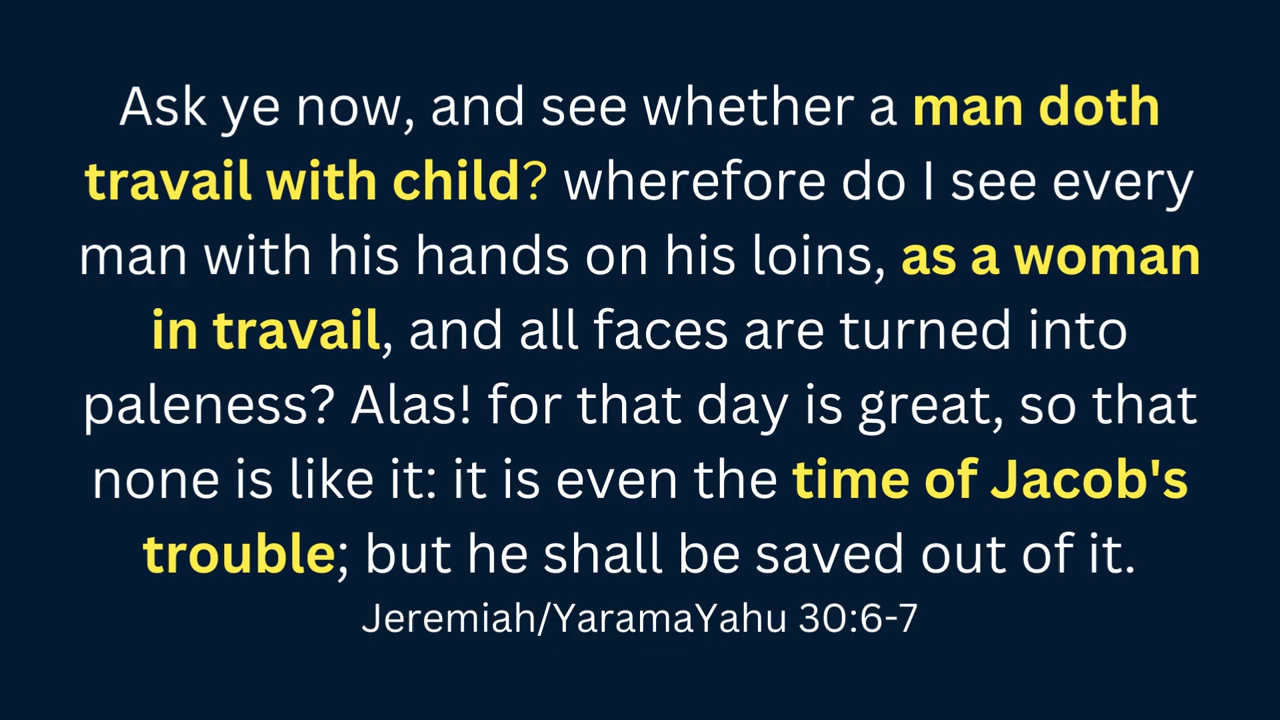 Ask ye now, and see whether a man doth
travail with child? wherefore do I see every
man with his hands on his loins, as a woman
in travail, and all faces are turned into
paleness? Alas! for that day is great, so that
none is like it: it is even the time of Jacob's
trouble; but he shall be saved out of it.
Jeremiah/YaramaYahu 30:6-7